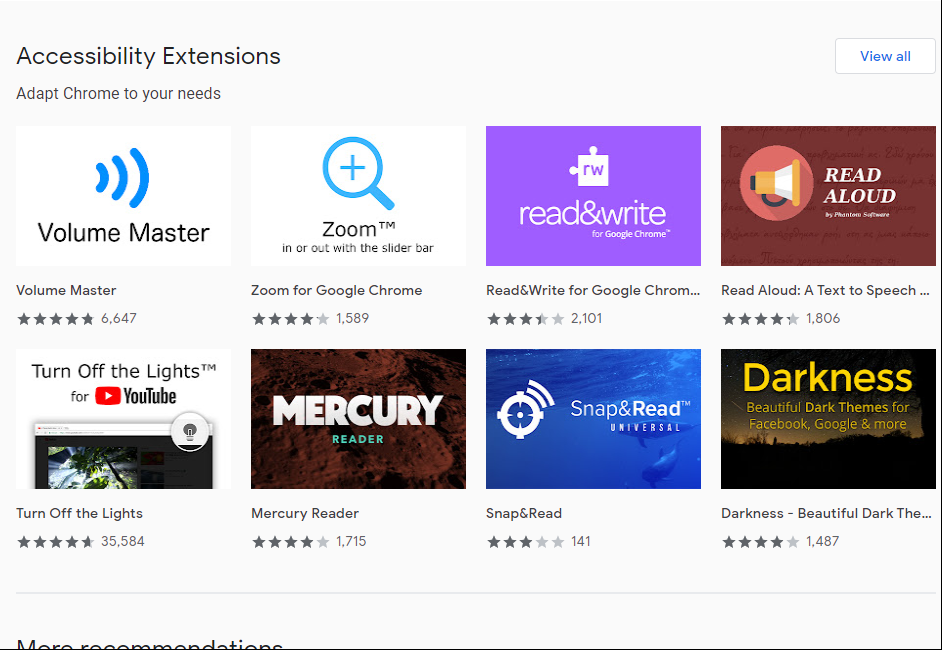 Accessibility Extensions
View all
Adapt Chrome to your needs
Volume Master
Zoom™
in or out with the slider bar
rw
read&write
for Google Chrome™
READ
ALOUD
by Phantom Software
Volume Master
Zoom for Google Chrome
Read&Write for Google Chrom...
Read Aloud: A Text to Speech ...
6,647
1,589
2,101
1,806
Turn Off the Lights™
for YouTube
MERCURY
READER
Snap&Read™
UNIVERSAL
Darkness
Beautiful Dark Themes for
Facebook, Google & more
Turn Off the Lights
Mercury Reader
Snap&Read
Darkness - Beautiful Dark The...
35,584
1,715
141
1,487
More recommendations